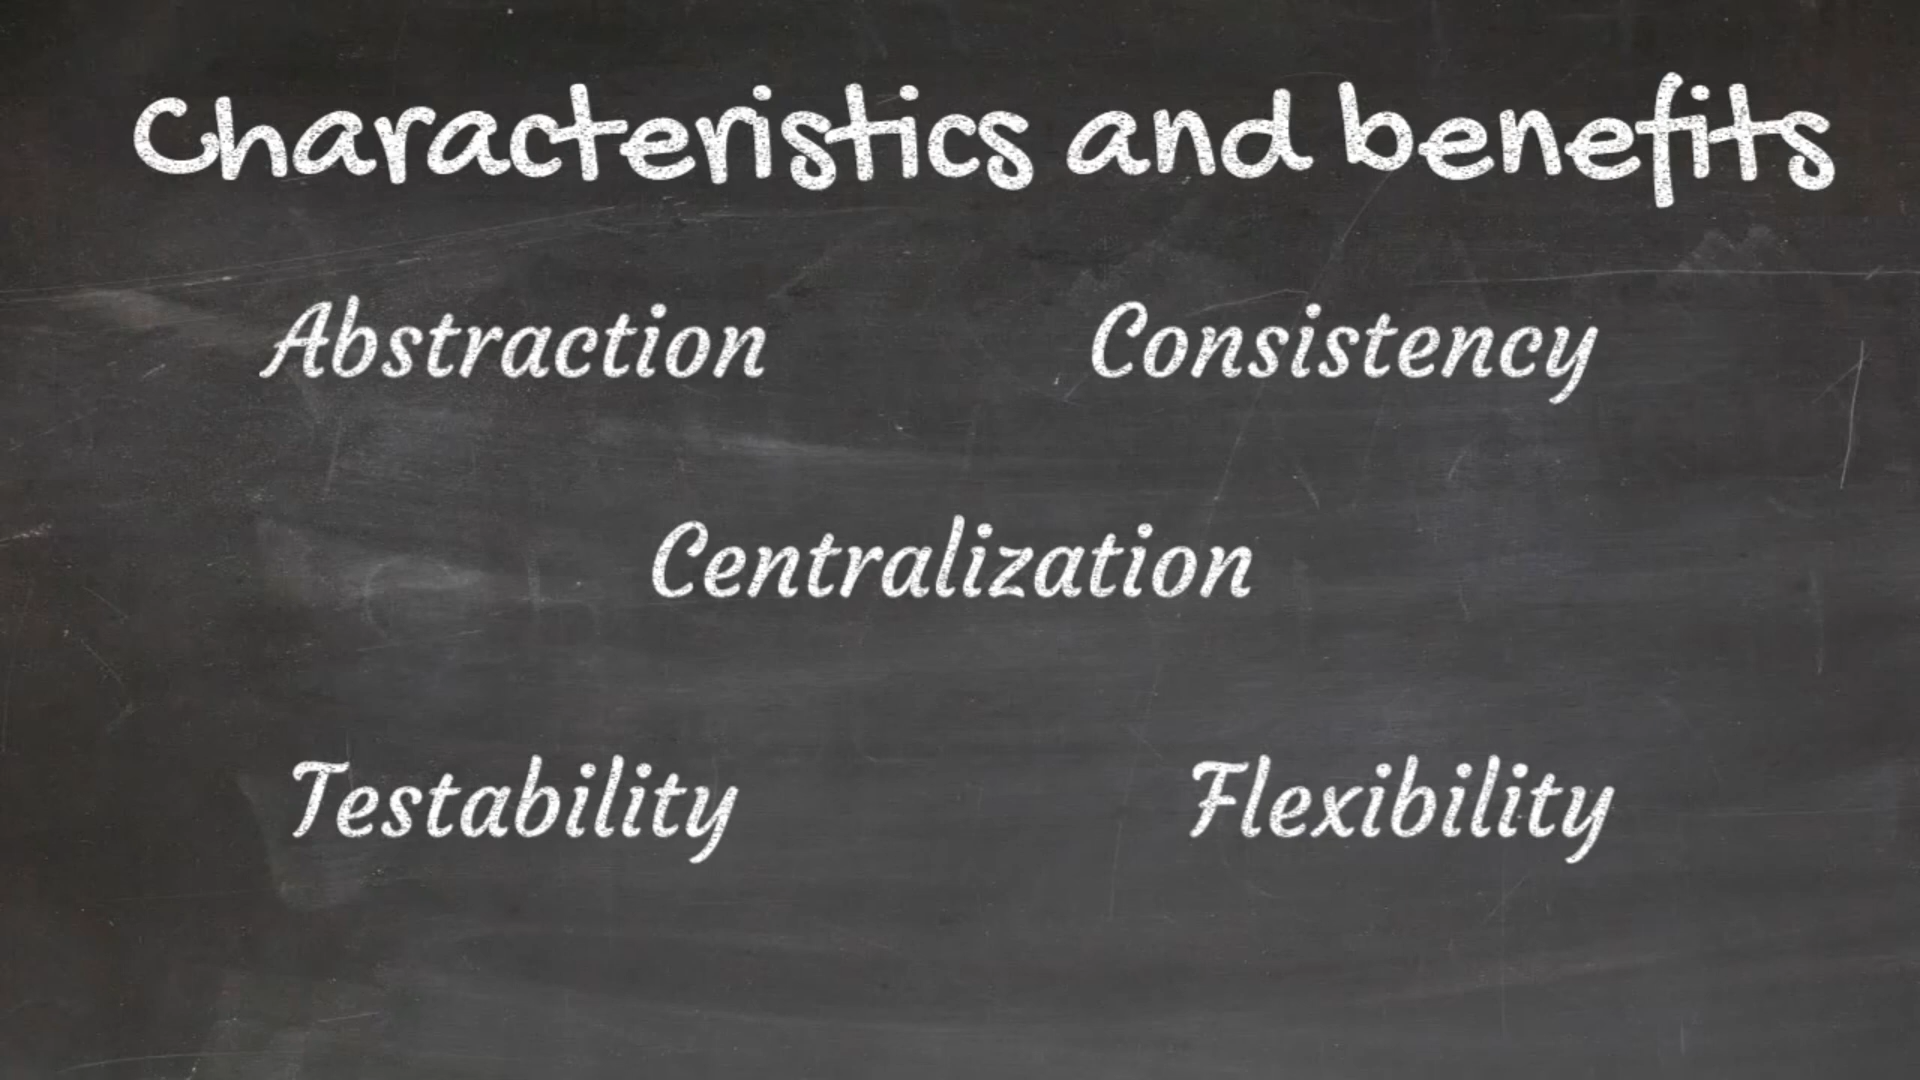 Characteristics and benefits
Abstraction Consistency
Centralization
Testability Flexibility